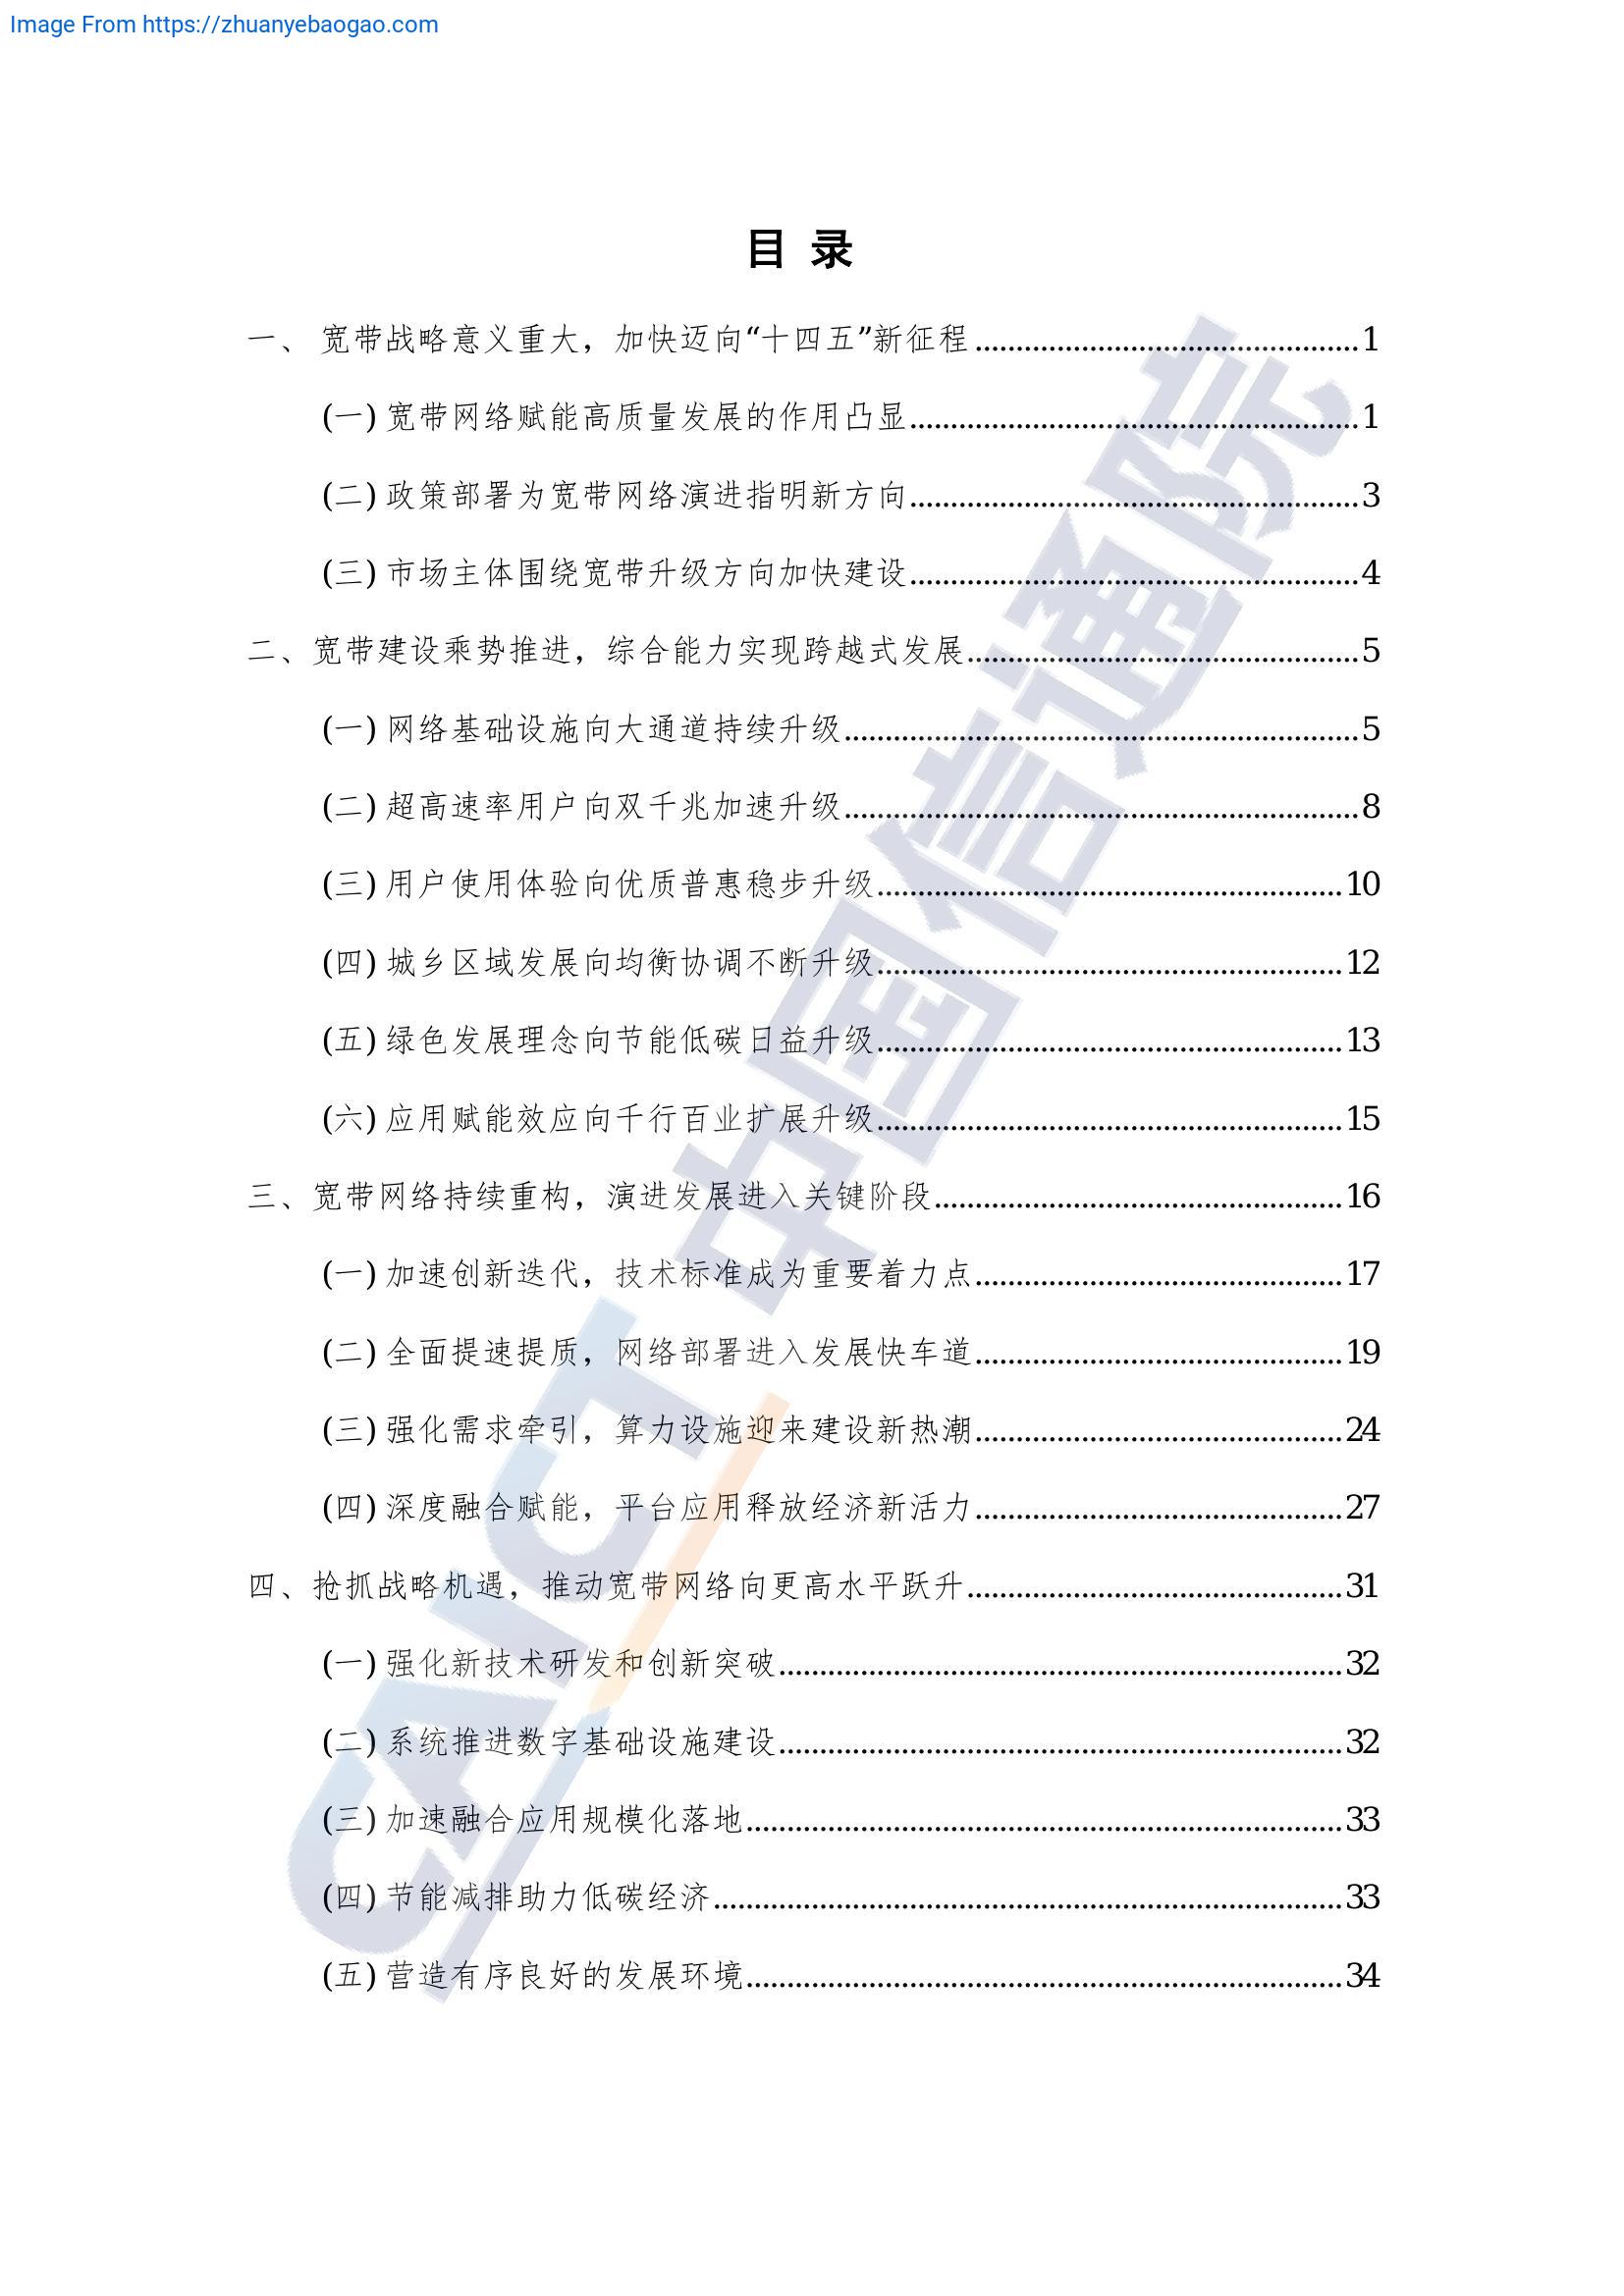 Image From https://zhuanyebaogao.com
目 录
一、 宽带战略意义重大，加快迈向“十四五”新征程 1
(一) 宽带网络赋能高质量发展的作用凸显 1
(二) 政策部署为宽带网络演进指明新方向 3
(三) 市场主体围绕宽带升级方向加快建设 4
二、宽带建设乘势推进，综合能力实现跨越式发展 5
(一) 网络基础设施向大通道持续升级 5
(二) 超高速率用户向双千兆加速升级 8
(三) 用户使用体验向优质普惠稳步升级 10
(四) 城乡区域发展向均衡协调不断升级 12
(五) 绿色发展理念向节能低碳日益升级 13
(六) 应用赋能效应向千行百业扩展升级 15
三、宽带网络持续重构，演进发展进入关键阶段 16
(一) 加速创新迭代，技术标准成为重要着力点 17
(二) 全面提速提质，网络部署进入发展快车道 19
(三) 强化需求牵引，算力设施迎来建设新热潮 24
(四) 深度融合赋能，平台应用释放经济新活力 27
四、抢抓战略机遇，推动宽带网络向更高水平跃升 31
(一) 强化新技术研发和创新突破 32
(二) 系统推进数字基础设施建设 32
(三) 加速融合应用规模化落地 33
(四) 节能减排助力低碳经济 33
(五) 营造有序良好的发展环境 34
CAICT 中国信通院